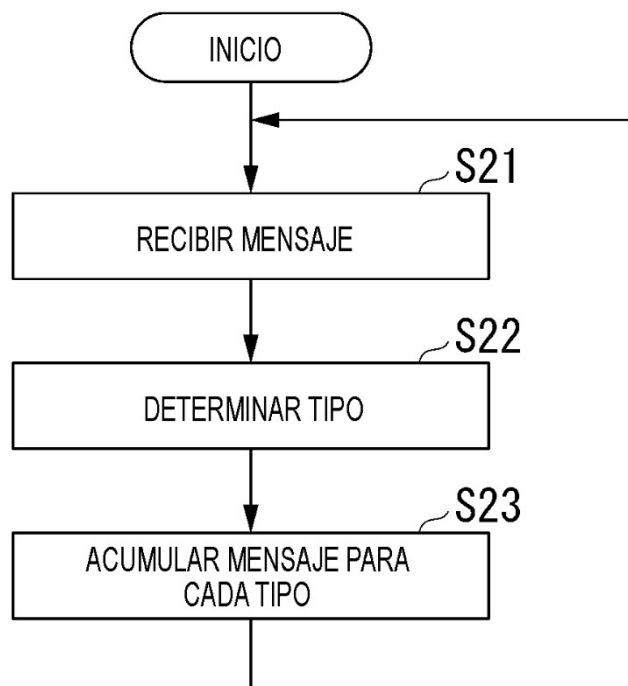 INICIO
S21
RECIBIR MENSAJE
S22
DETERMINAR TIPO
S23
ACUMULAR MENSAJE PARA
CADA TIPO